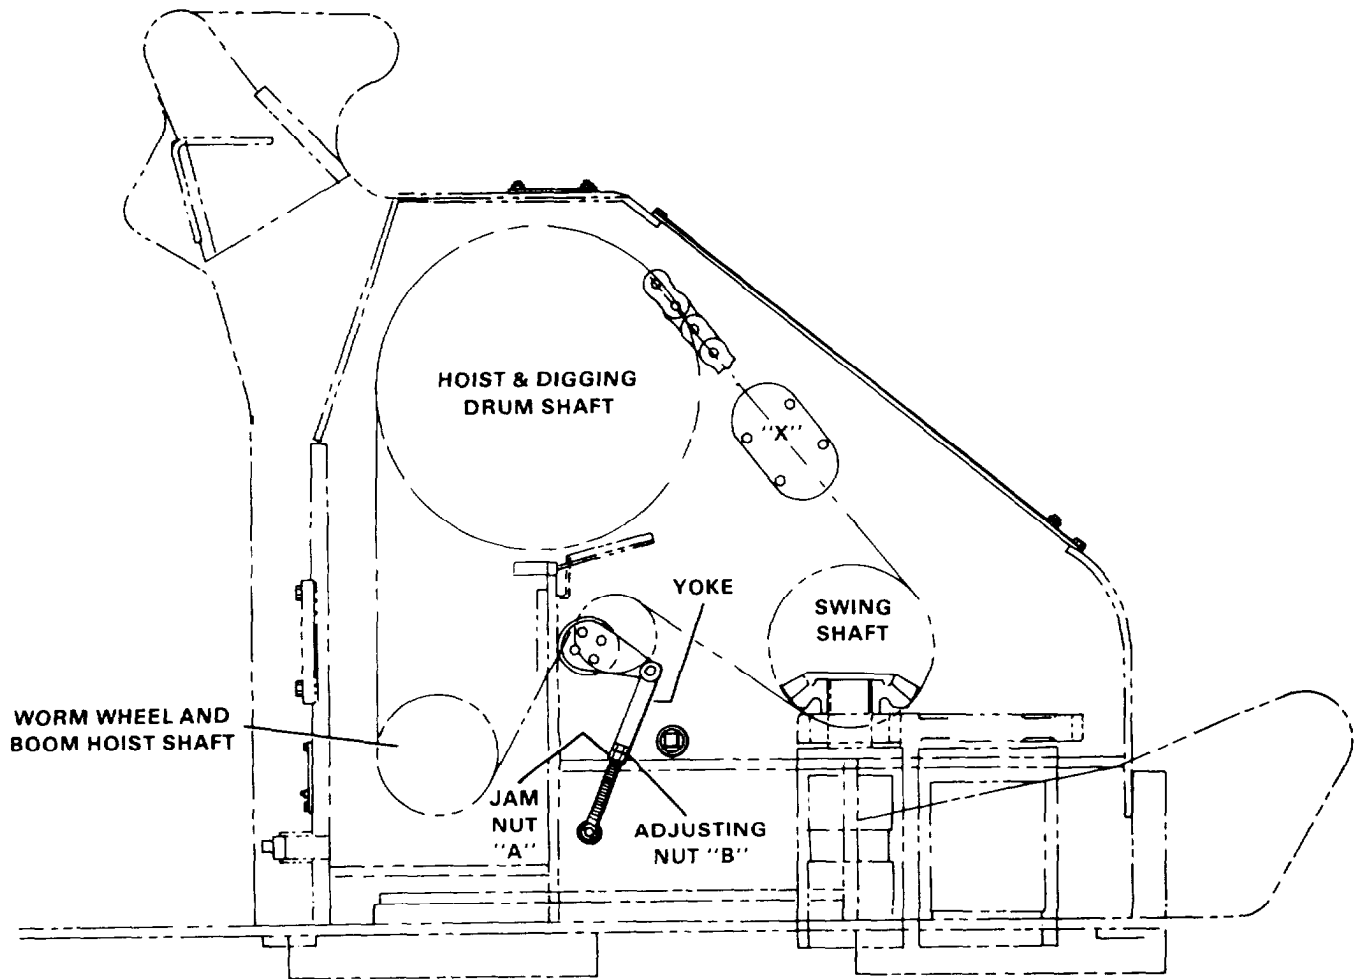 HOIST & DIGGING
DRUM SHAFT
"X"
YOKE
SWING
SHAFT
WORM WHEEL AND
BOOM HOIST SHAFT
JAM
NUT
"A"
ADJUSTING
NUT "B"